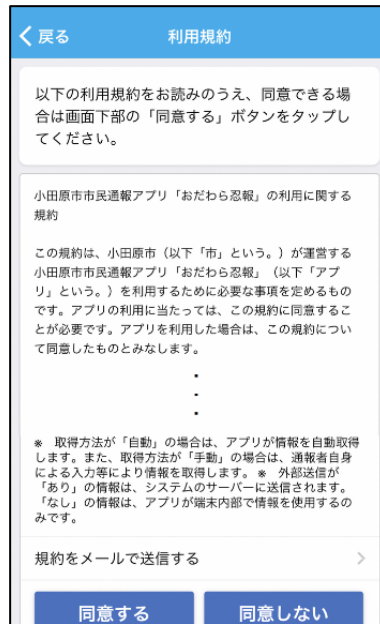 戻る 利用規約
以下の利用規約をお読みのうえ、同意できる場
合は画面下部の「同意する」ボタンをタップし
てください。
小田原市市民通報アプリ「おだわら忍報」の利用に関する
規約
この規約は、小田原市（以下「市」という。）が運営する
小田原市市民通報アプリ「おだわら忍報」（以下「アプ
リ」という。）を利用するために必要な事項を定めるもの
です。アプリの利用に当たっては、この規約に同意するこ
とが必要です。アプリを利用した場合は、この規約につい
て同意したものとみなします。
・
・
・
※　取得方法が「自動」の場合は、アプリが情報を自動取得
します。また、取得方法が「手動」の場合は、通報者自身
による入力等により情報を取得します。 ※　外部送信が
「あり」の情報は、システムのサーバーに送信されます。
「なし」の情報は、アプリが端末内部で情報を使用するの
みです。
規約をメールで送信する
同意する 同意しない